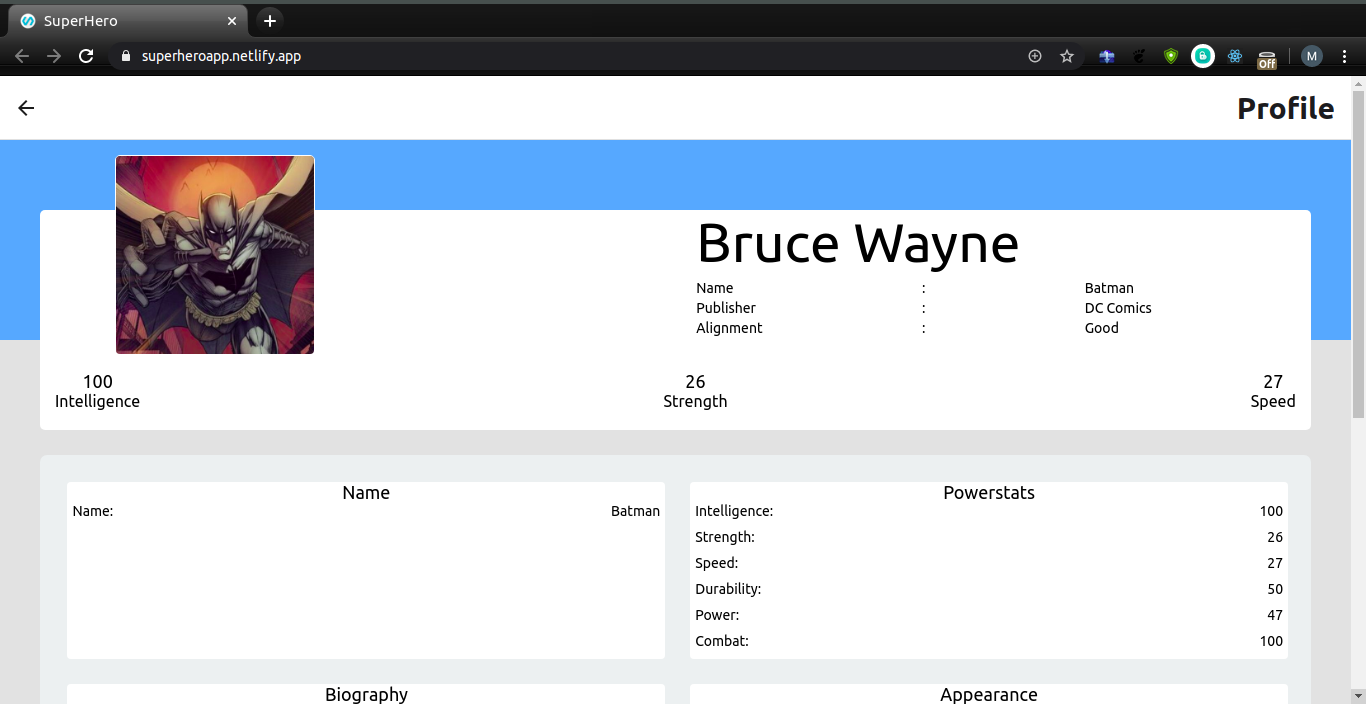 SuperHero
superheroapp.netlify.app
Off
M
Profile
Bruce Wayne
Name : Batman
Publisher : DC Comics
Alignment : Good
100 26 27
Intelligence Strength Speed
Name
Name: Batman
Powerstats
Intelligence: 100
Strength: 26
Speed: 27
Durability: 50
Power: 47
Combat: 100
Biography
Appearance